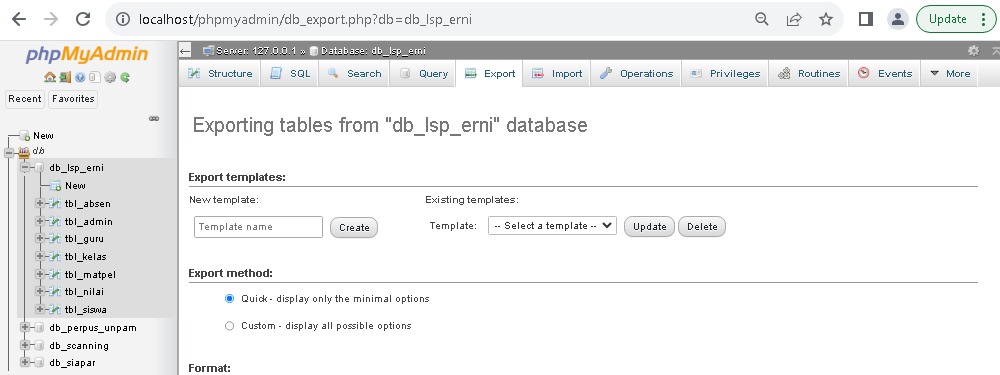 localhost/phpmyadmin/db_export.php?db=db_lsp_erni
Update
phpMyAdmin
Recent Favorites
New
db
db_lsp_erni
New
tbl_absen
tbl_admin
tbl_guru
tbl_kelas
tbl_matpel
tbl_nilai
tbl_siswa
db_perpus_unpam
db_scanning
db_siapar
Server: 127.0.0.1 » Database: db_lsp_erni
Structure SQL Search Query Export Import Operations Privileges Routines Events More
Exporting tables from "db_lsp_erni" database
Export templates:
New template: Existing templates:
Template name Create Template: -- Select a template -- Update Delete
Export method:
Quick - display only the minimal options
Custom - display all possible options
Format: